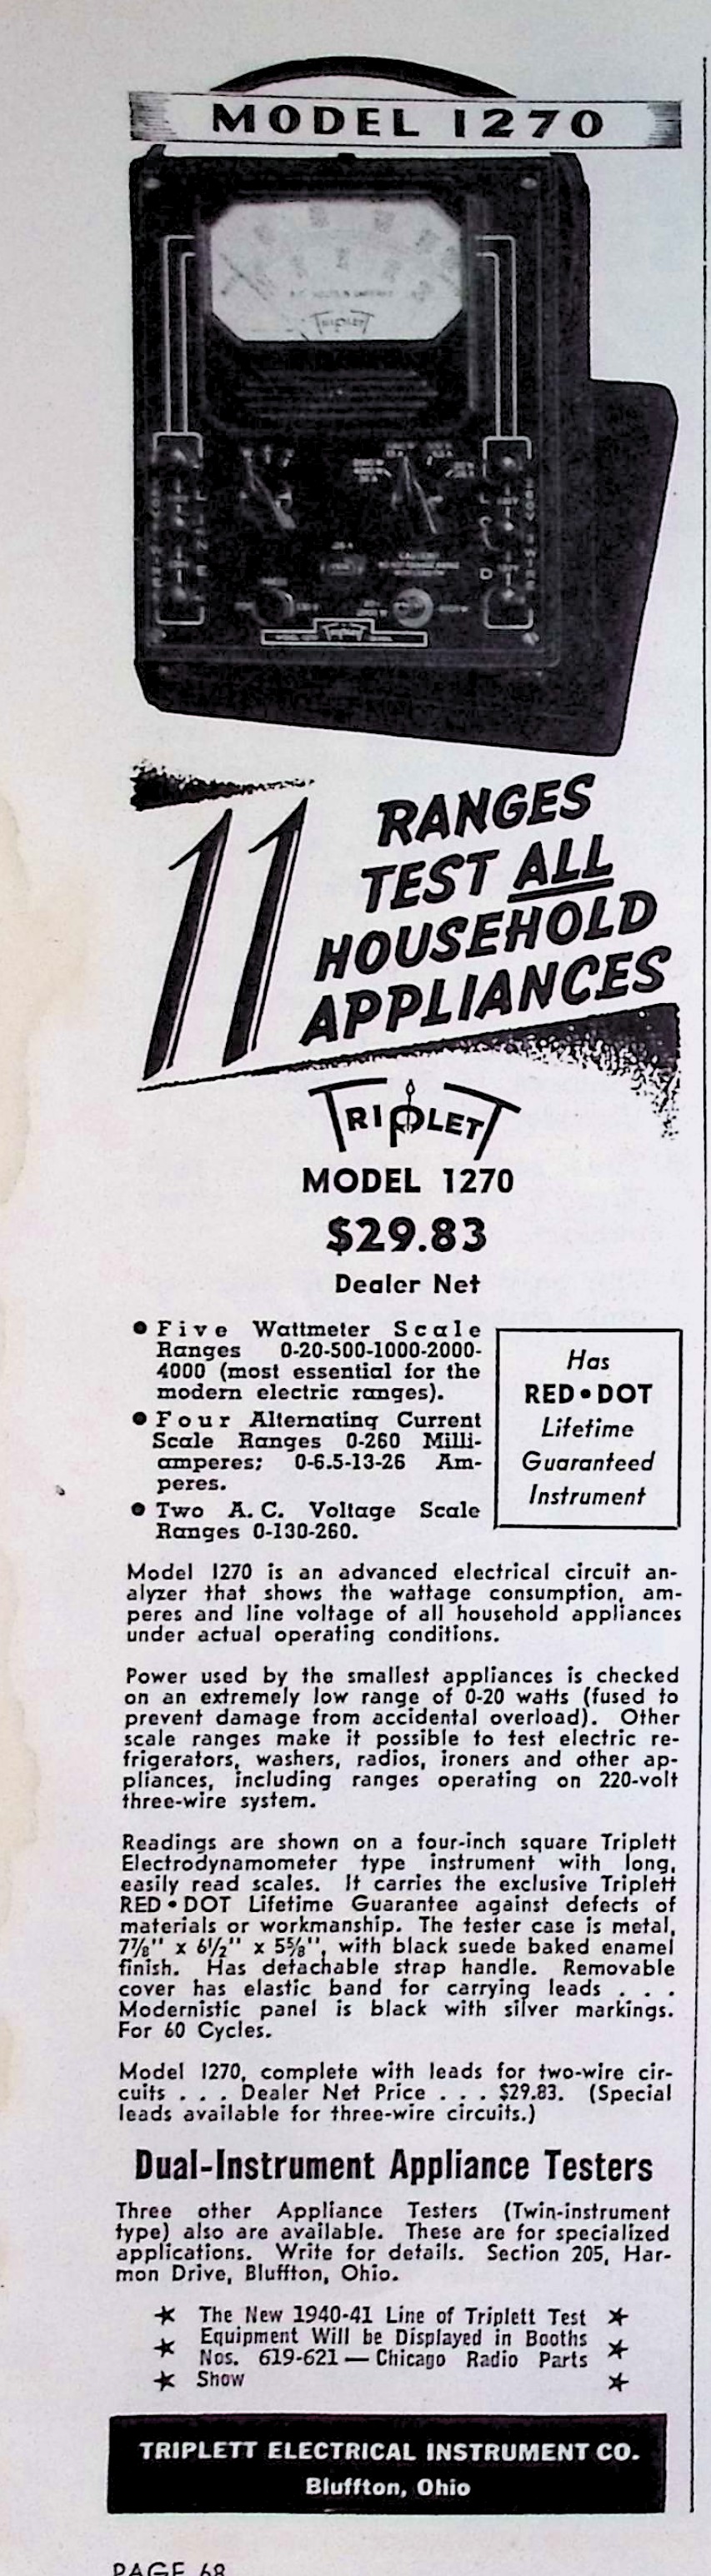 MODEL 1270
TRIPLETT
11 RANGES
TEST ALL
HOUSEHOLD
APPLIANCES
TRIPLETT
MODEL 1270
$29.83
Dealer Net
● Five Wattmeter Scale
Ranges 0-20-500-1000-2000-
4000 (most essential for the
modern electric ranges).
● Four Alternating Current
Scale Ranges 0-260 Milli-
amperes; 0-6.5-13-26 Am-
peres.
● Two A.C. Voltage Scale
Ranges 0-130-260.
Has
RED•DOT
Lifetime
Guaranteed
Instrument
Model 1270 is an advanced electrical circuit an-
alyzer that shows the wattage consumption, am-
peres and line voltage of all household appliances
under actual operating conditions.
Power used by the smallest appliances is checked
on an extremely low range of 0-20 watts (fused to
prevent damage from accidental overload). Other
scale ranges make it possible to test electric re-
frigerators, washers, radios, ironers and other ap-
pliances, including ranges operating on 220-volt
three-wire system.
Readings are shown on a four-inch square Triplett
Electrodynamometer type instrument with long,
easily read scales. It carries the exclusive Triplett
RED•DOT Lifetime Guarantee against defects of
materials or workmanship. The tester case is metal,
7⅞" x 6½" x 5⅝", with black suede baked enamel
finish. Has detachable strap handle. Removable
cover has elastic band for carrying leads . . .
Modernistic panel is black with silver markings.
For 60 Cycles.
Model 1270, complete with leads for two-wire cir-
cuits . . . Dealer Net Price . . . $29.83. (Special
leads available for three-wire circuits.)
Dual-Instrument Appliance Testers
Three other Appliance Testers (Twin-instrument
type) also are available. These are for specialized
applications. Write for details. Section 205, Har-
mon Drive, Bluffton, Ohio.
★ The New 1940-41 Line of Triplett Test ★
★ Equipment Will be Displayed in Booths ★
Nos. 619-621 — Chicago Radio Parts
★ Show ★
TRIPLETT ELECTRICAL INSTRUMENT CO.
Bluffton, Ohio
PAGE 68